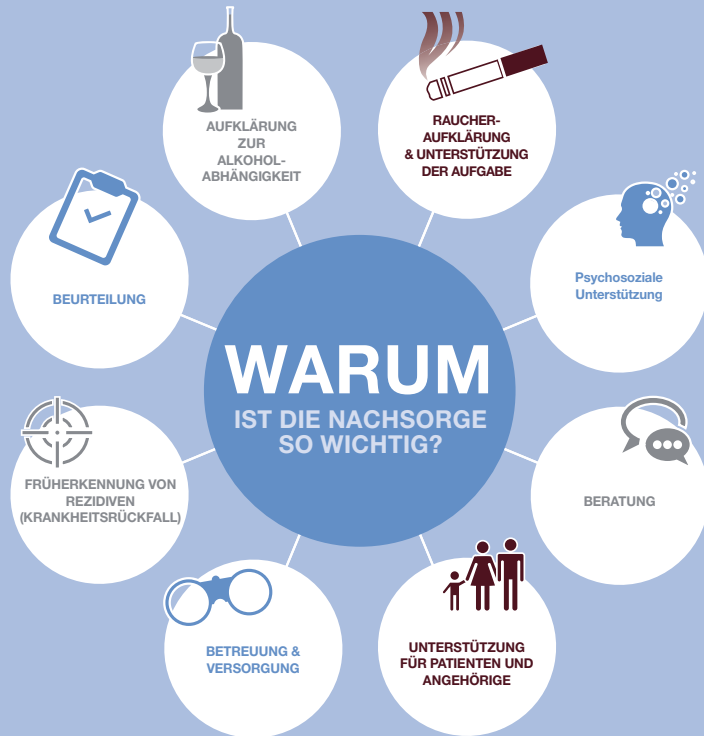 WARUM
IST DIE NACHSORGE
SO WICHTIG?
AUFKLÄRUNG
ZUR
ALKOHOL-
ABHÄNGIGKEIT
RAUCHER-
AUFKLÄRUNG
& UNTERSTÜTZUNG
DER AUFGABE
Psychosoziale
Unterstützung
BERATUNG
UNTERSTÜTZUNG
FÜR PATIENTEN UND
ANGEHÖRIGE
BETREUUNG &
VERSORGUNG
FRÜHERKENNUNG VON
REZIDIVEN
(KRANKHEITSRÜCKFALL)
BEURTEILUNG